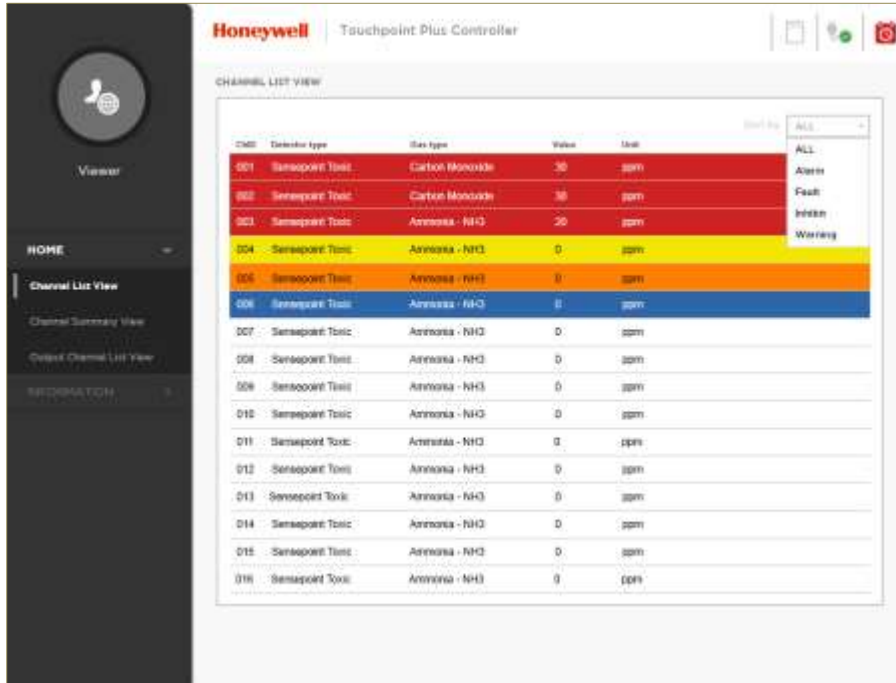 Honeywell Touchpoint Plus Controller
CHANNEL LIST VIEW
Viewer
HOME
Channel List View
Channel Summary View
Output Channel List View
INFORMATION
Sort by ALL
ALL
Alarm
Fault
Inhibit
Warning
ChID Detector type Gas type Value Unit
001 Sensepoint Toxic Carbon Monoxide 30 ppm
002 Sensepoint Toxic Carbon Monoxide 30 ppm
003 Sensepoint Toxic Ammonia - NH3 20 ppm
004 Sensepoint Toxic Ammonia - NH3 0 ppm
005 Sensepoint Toxic Ammonia - NH3 0 ppm
006 Sensepoint Toxic Ammonia - NH3 0 ppm
007 Sensepoint Toxic Ammonia - NH3 0 ppm
008 Sensepoint Toxic Ammonia - NH3 0 ppm
009 Sensepoint Toxic Ammonia - NH3 0 ppm
010 Sensepoint Toxic Ammonia - NH3 0 ppm
011 Sensepoint Toxic Ammonia - NH3 0 ppm
012 Sensepoint Toxic Ammonia - NH3 0 ppm
013 Sensepoint Toxic Ammonia - NH3 0 ppm
014 Sensepoint Toxic Ammonia - NH3 0 ppm
015 Sensepoint Toxic Ammonia - NH3 0 ppm
016 Sensepoint Toxic Ammonia - NH3 0 ppm